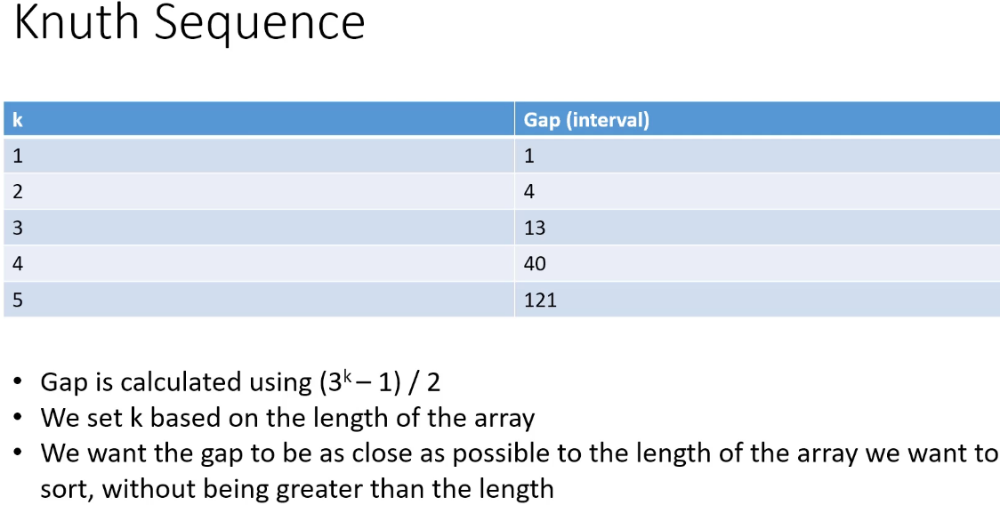 Knuth Sequence
k Gap (interval)
1 1
2 4
3 13
4 40
5 121
• Gap is calculated using (3ᵏ – 1) / 2
• We set k based on the length of the array
• We want the gap to be as close as possible to the length of the array we want to
sort, without being greater than the length